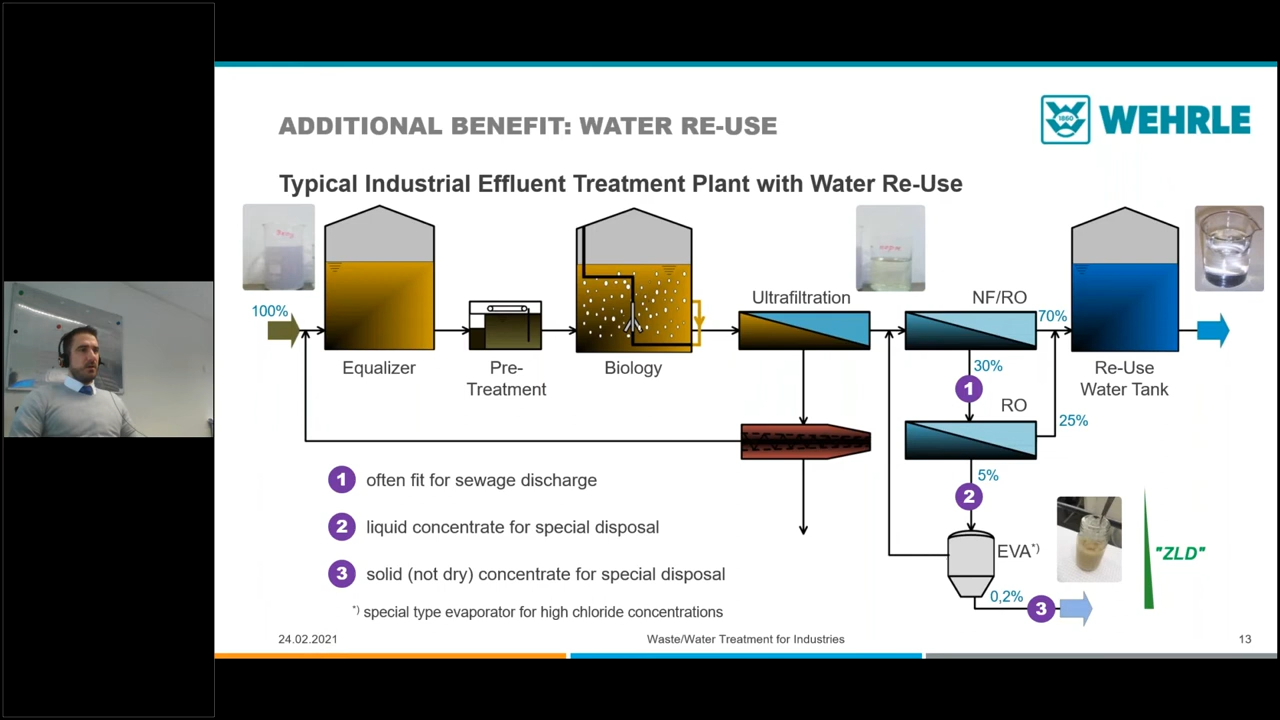 ADDITIONAL BENEFIT: WATER RE-USE
1860
WEHRLE
Typical Industrial Effluent Treatment Plant with Water Re-Use
100%
Equalizer
Pre-
Treatment
Biology
Ultrafiltration
NF/RO
70%
Re-Use
Water Tank
30%
1
RO
25%
5%
2
EVA*)
0,2%
3
"ZLD"
1 often fit for sewage discharge
2 liquid concentrate for special disposal
3 solid (not dry) concentrate for special disposal
*) special type evaporator for high chloride concentrations
24.02.2021
Waste/Water Treatment for Industries
13